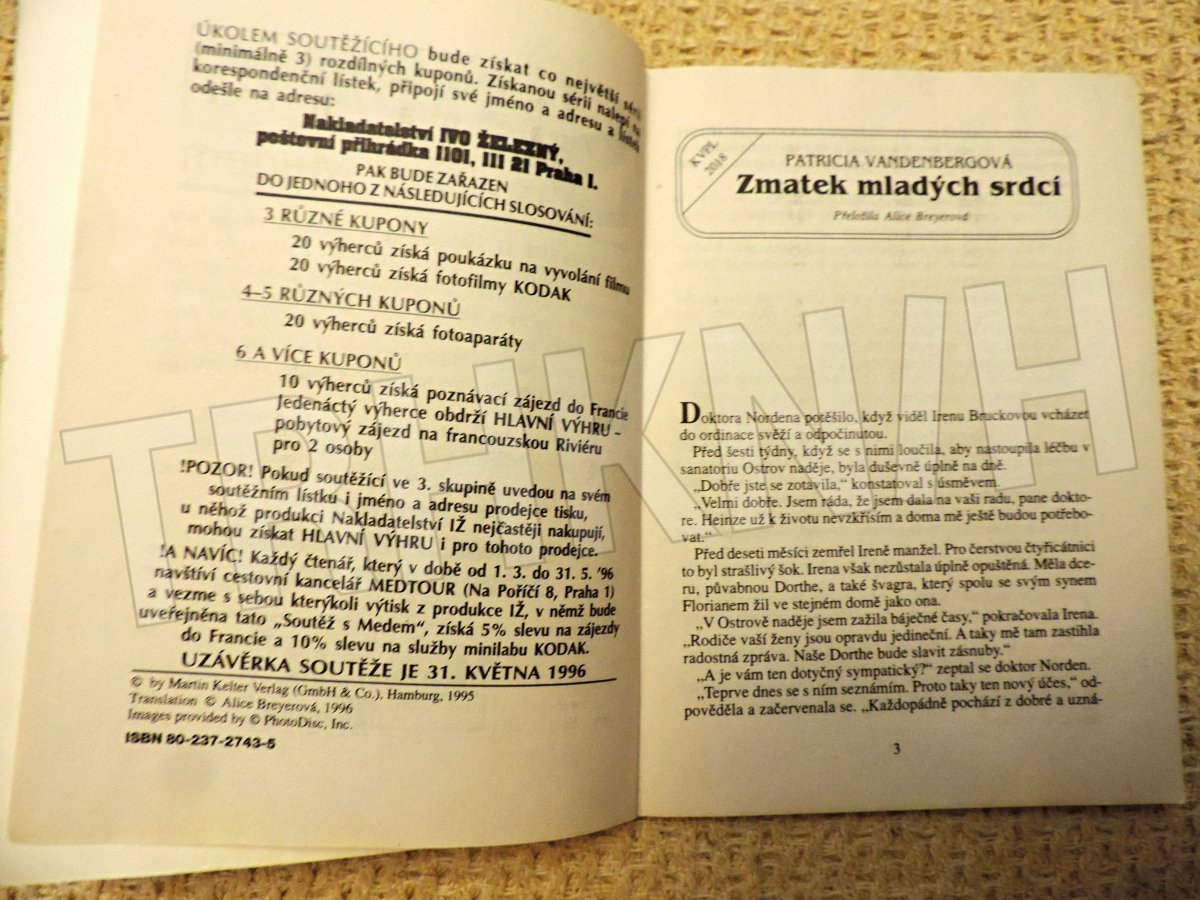 ÚKOLEM SOUTĚŽÍCÍHO bude získat co největší sérii
(minimálně 3) rozdílných kuponů. Získanou sérii nalepí na
korespondenční lístek, připojí své jméno a adresu a lístek
odešle na adresu:
Nakladatelství IVO ŽELEZNÝ,
poštovní přihrádka 1101, 111 21 Praha 1.
PAK BUDE ZAŘAZEN
DO JEDNOHO Z NÁSLEDUJÍCÍCH SLOSOVÁNÍ:
3 RŮZNÉ KUPONY
20 výherců získá poukázku na vyvolání filmu
20 výherců získá fotofilmy KODAK
4–5 RŮZNÝCH KUPONŮ
20 výherců získá fotoaparáty
6 A VÍCE KUPONŮ
10 výherců získá poznávací zájezd do Francie
Jedenáctý výherce obdrží HLAVNÍ VÝHRU –
pobytový zájezd na francouzskou Riviéru
pro 2 osoby
!POZOR! Pokud soutěžící ve 3. skupině uvedou na svém
soutěžním lístku i jméno a adresu prodejce tisku,
u něhož produkci Nakladatelství IŽ nejčastěji nakupují,
mohou získat HLAVNÍ VÝHRU i pro tohoto prodejce.
!A NAVÍC! Každý čtenář, který v době od 1. 3. do 31. 5. '96
navštíví cestovní kancelář MEDTOUR (Na Poříčí 8, Praha 1)
a vezme s sebou kterýkoli výtisk z produkce IŽ, v němž bude
uveřejněna tato „Soutěž s Medem“, získá 5% slevu na zájezdy
do Francie a 10% slevu na služby minilabu KODAK.
UZÁVĚRKA SOUTĚŽE JE 31. KVĚTNA 1996
© by Martin Kelter Verlag (GmbH & Co.), Hamburg, 1995
Translation © Alice Breyerová, 1996
Images provided by © PhotoDisc, Inc.
ISBN 80-237-2743-5
KVPL
2018
PATRICIA VANDENBERGOVÁ
Zmatek mladých srdcí
Přeložila Alice Breyerová
Doktora Nordena potěšilo, když viděl Irenu Bruckovou vcházet
do ordinace svěží a odpočinutou.
Před šesti týdny, když se s nimi loučila, aby nastoupila léčbu v
sanatoriu Ostrov naděje, byla duševně úplně na dně.
„Dobře jste se zotavila,“ konstatoval s úsměvem.
„Velmi dobře. Jsem ráda, že jsem dala na vaši radu, pane dokto-
re. Heinze už k životu nevzkřísím a doma mě ještě budou potřebo-
vat.“
Před deseti měsíci zemřel Ireně manžel. Pro čerstvou čtyřicátnici
to byl strašlivý šok. Irena však nezůstala úplně opuštěná. Měla dce-
ru, půvabnou Dorthe, a také švagra, který spolu se svým synem
Florianem žil ve stejném domě jako ona.
„V Ostrově naděje jsem zažila báječné časy,“ pokračovala Irena.
„Rodiče vaší ženy jsou opravdu jedineční. A taky mě tam zastihla
radostná zpráva. Naše Dorthe bude slavit zásnuby.“
„A je vám ten dotyčný sympatický?“ zeptal se doktor Norden.
„Teprve dnes se s ním seznámím. Proto taky ten nový účes,“ od-
pověděla a začervenala se. „Každopádně pochází z dobré a uzná-
3